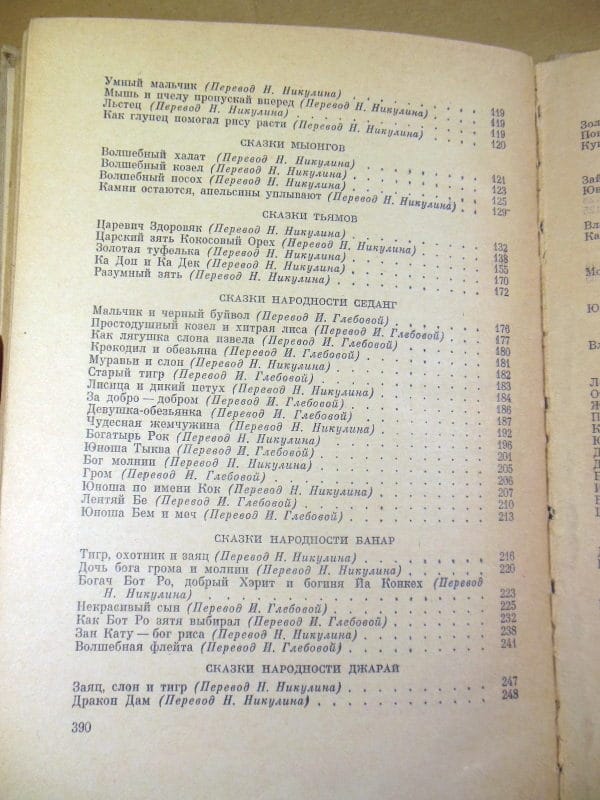 Умный мальчик (Перевод Н. Никулина) . . . . . . . 119
Мышь и пчелу пропускай вперед (Перевод Н. Никулина) . . 119
Льстец (Перевод Н. Никулина) . . . . . . . . 119
Как глупец помогал рису расти (Перевод Н. Никулина) . . . 120
СКАЗКИ МЫОНГОВ
Волшебный халат (Перевод Н. Никулина) . . . . . . 121
Волшебный козел (Перевод Н. Никулина) . . . . . . 123
Волшебный посох (Перевод Н. Никулина) . . . . . . 125
Камни остаются, апельсины уплывают (Перевод Н. Никулина) . 129
СКАЗКИ ТЬЯМОВ
Царевич Здоровяк (Перевод Н. Никулина) . . . . . . 132
Царский зять Кокосовый Орех (Перевод Н. Никулина) . . . 138
Золотая туфелька (Перевод Н. Никулина) . . . . . . 155
Ка Доп и Ка Дек (Перевод Н. Никулина) . . . . . . 170
Разумный зять (Перевод Н. Никулина) . . . . . . . 172
СКАЗКИ НАРОДНОСТИ СЕДАНГ
Мальчик и черный буйвол (Перевод И. Глебовой) . . . . 176
Простодушный козел и хитрая лиса (Перевод И. Глебовой) . . 177
Как лягушка слона извела (Перевод И. Глебовой) . . . . 180
Крокодил и обезьяна (Перевод И. Глебовой) . . . . . 181
Муравьи и слон (Перевод Н. Никулина) . . . . . . 182
Старый тигр (Перевод И. Глебовой) . . . . . . . 183
Лисица и дикий петух (Перевод Н. Никулина) . . . . . 184
За добро — добром (Перевод И. Глебовой) . . . . . . 186
Девушка-обезьянка (Перевод И. Глебовой) . . . . . . 187
Чудесная жемчужина (Перевод Н. Никулина) . . . . . 192
Богатырь Рок (Перевод Н. Никулина) . . . . . . . 196
Юноша Тыква (Перевод И. Глебовой) . . . . . . . 201
Бог молнии (Перевод Н. Никулина) . . . . . . . 205
Гром (Перевод И. Глебовой) . . . . . . . . . 206
Юноша по имени Кок (Перевод Н. Никулина) . . . . . 207
Лентяй Бе (Перевод И. Глебовой) . . . . . . . . 210
Юноша Бем и меч (Перевод И. Глебовой) . . . . . . 213
СКАЗКИ НАРОДНОСТИ БАНАР
Тигр, охотник и заяц (Перевод Н. Никулина) . . . . . 216
Дочь бога грома и молнии (Перевод Н. Никулина) . . . . 220
Богач Бот Ро, добрый Хэрит и богиня Йа Конкех (Перевод
Н. Никулина) . . . . . . . . . . . . 223
Некрасивый сын (Перевод И. Глебовой) . . . . . . 225
Как Бот Ро зятя выбирал (Перевод И. Глебовой) . . . . 232
Зан Кату — бог риса (Перевод Н. Никулина) . . . . . 238
Волшебная флейта (Перевод И. Глебовой) . . . . . . 241
СКАЗКИ НАРОДНОСТИ ДЖАРАЙ
Заяц, слон и тигр (Перевод Н. Никулина) . . . . . . 247
Дракон Дам (Перевод Н. Никулина) . . . . . . . 248
390